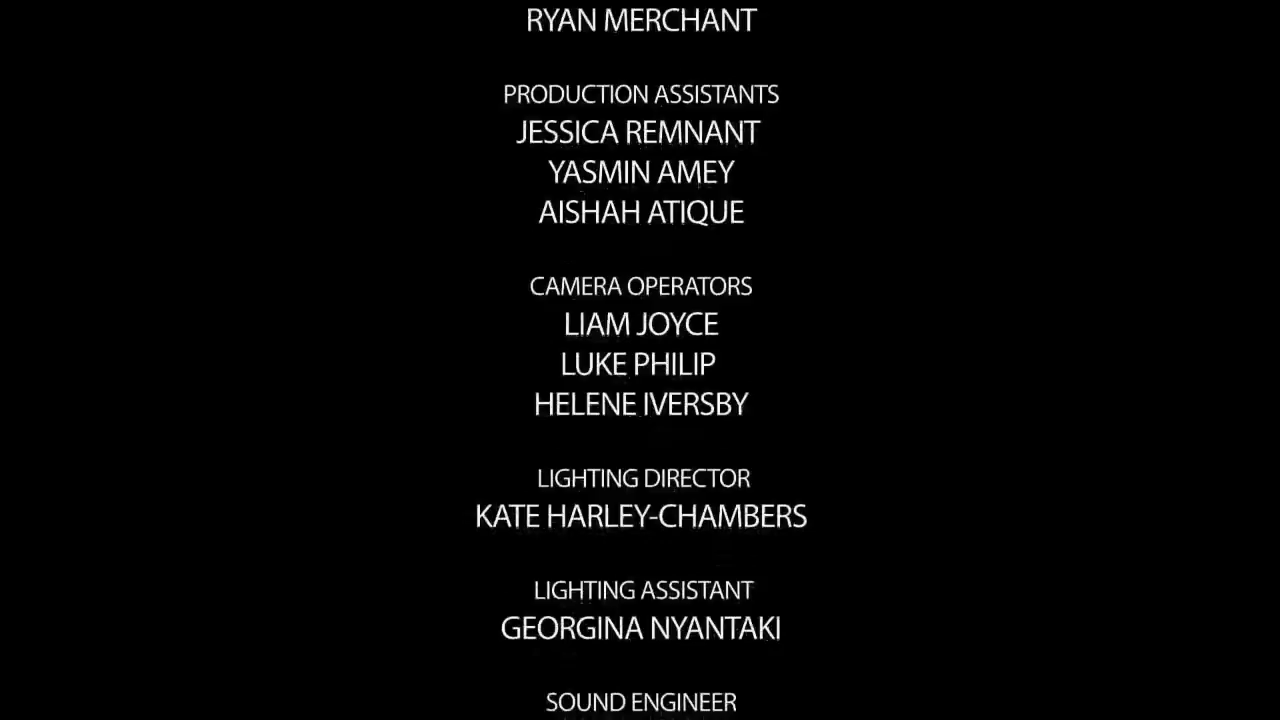 RYAN MERCHANT
PRODUCTION ASSISTANTS
JESSICA REMNANT
YASMIN AMEY
AISHAH ATIQUE
CAMERA OPERATORS
LIAM JOYCE
LUKE PHILIP
HELENE IVERSBY
LIGHTING DIRECTOR
KATE HARLEY-CHAMBERS
LIGHTING ASSISTANT
GEORGINA NYANTAKI
SOUND ENGINEER